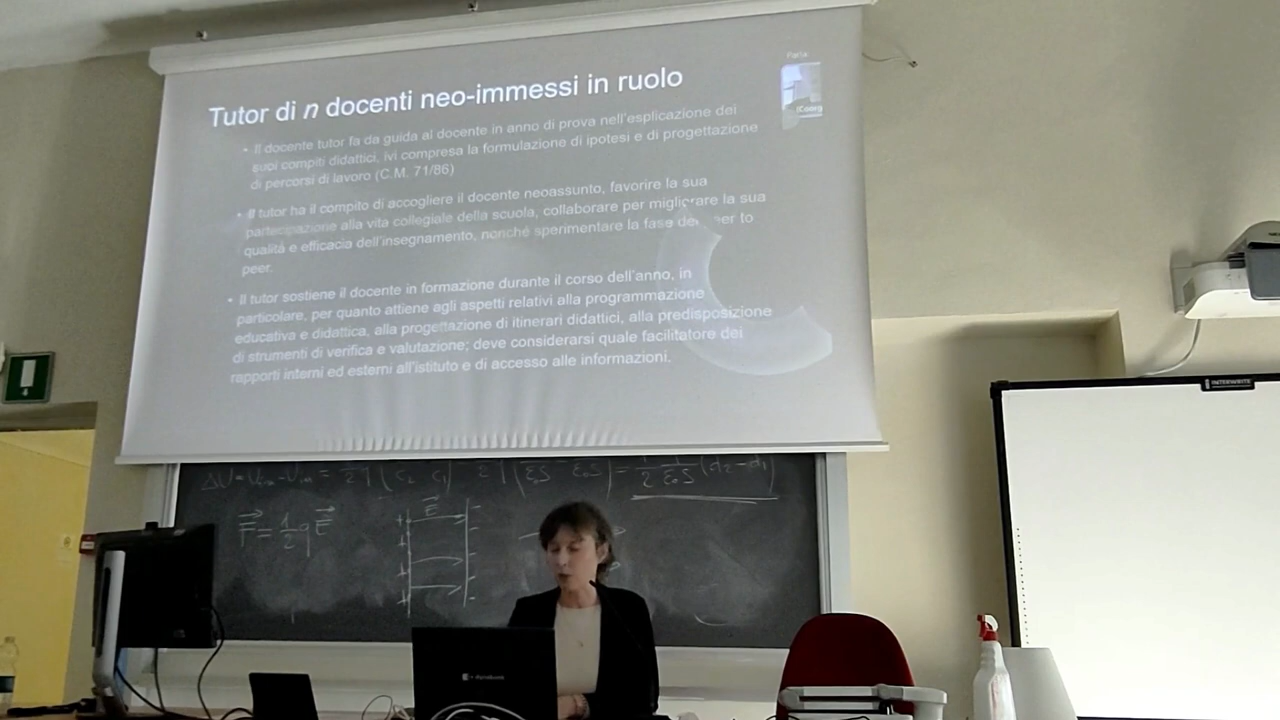 Parla:
iCoorg
Tutor di n docenti neo-immessi in ruolo
• Il docente tutor fa da guida al docente in anno di prova nell'esplicazione dei
suoi compiti didattici, ivi compresa la formulazione di ipotesi e di progettazione
di percorsi di lavoro (C.M. 71/86)
• Il tutor ha il compito di accogliere il docente neoassunto, favorire la sua
partecipazione alla vita collegiale della scuola, collaborare per migliorare la sua
qualità e efficacia dell'insegnamento, nonché sperimentare la fase del to
peer.
• Il tutor sostiene il docente in formazione durante il corso dell'anno, in
particolare, per quanto attiene agli aspetti relativi alla programmazione
educativa e didattica, alla progettazione di itinerari didattici, alla predisposizione
di strumenti di verifica e valutazione; deve considerarsi quale facilitatore dei
rapporti interni ed esterni all'istituto e di accesso alle informazioni.
INTERWRITE
F = 1/2 q E
E
dynabook